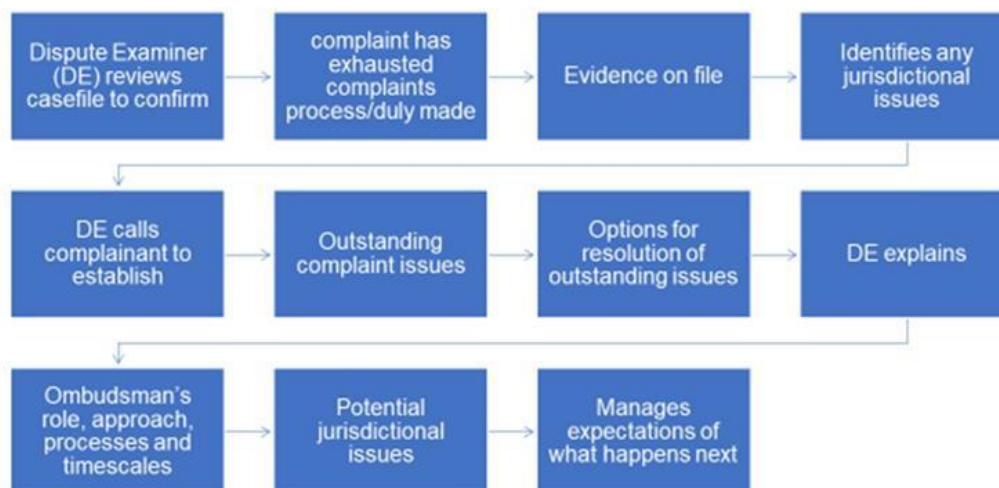 Dispute Examiner
(DE) reviews
casefile to confirm
complaint has
exhausted
complaints
process/duly made
Evidence on file
Identifies any
jurisdictional
issues
DE calls
complainant to
establish
Outstanding
complaint issues
Options for
resolution of
outstanding issues
DE explains
Ombudsman's
role, approach,
processes and
timescales
Potential
jurisdictional
issues
Manages
expectations of
what happens next